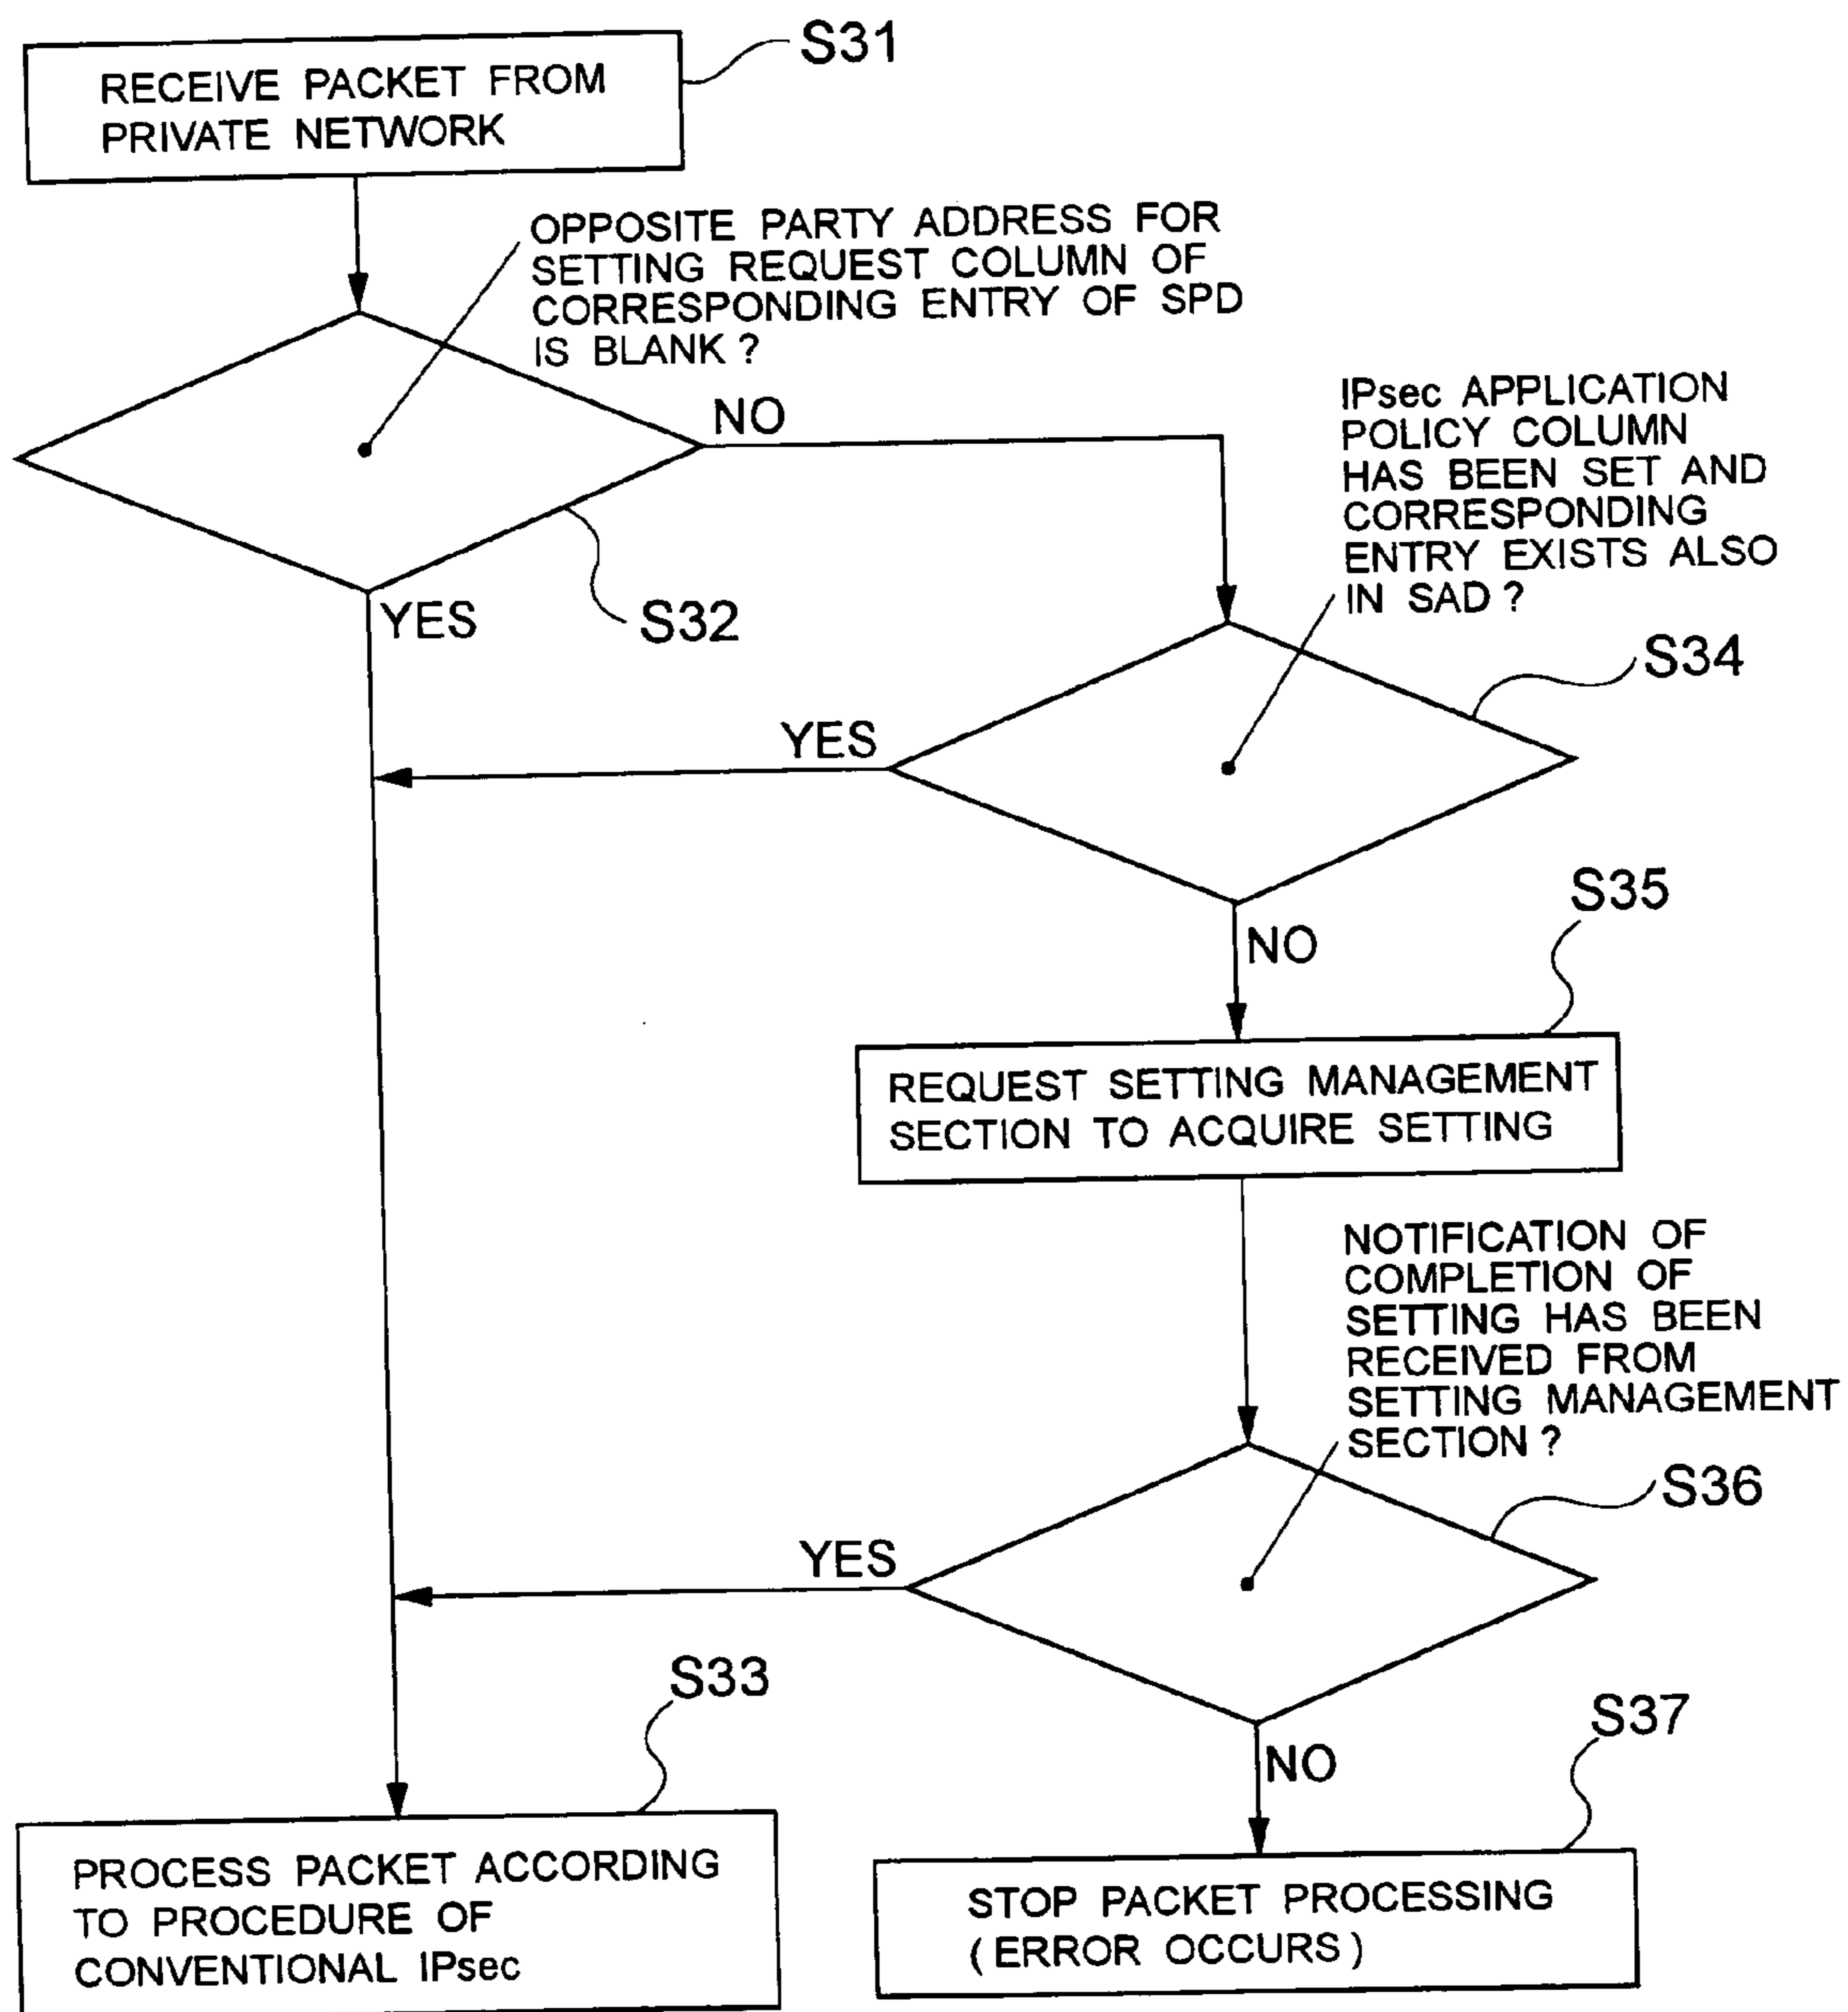 S31
RECEIVE PACKET FROM
PRIVATE NETWORK
OPPOSITE PARTY ADDRESS FOR
SETTING REQUEST COLUMN OF
CORRESPONDING ENTRY OF SPD
IS BLANK ?
NO
YES
S32
IPsec APPLICATION
POLICY COLUMN
HAS BEEN SET AND
CORRESPONDING
ENTRY EXISTS ALSO
IN SAD ?
S34
YES
NO
S35
REQUEST SETTING MANAGEMENT
SECTION TO ACQUIRE SETTING
NOTIFICATION OF
COMPLETION OF
SETTING HAS BEEN
RECEIVED FROM
SETTING MANAGEMENT
SECTION ?
S36
YES
NO
S33
PROCESS PACKET ACCORDING
TO PROCEDURE OF
CONVENTIONAL IPsec
S37
STOP PACKET PROCESSING
( ERROR OCCURS )